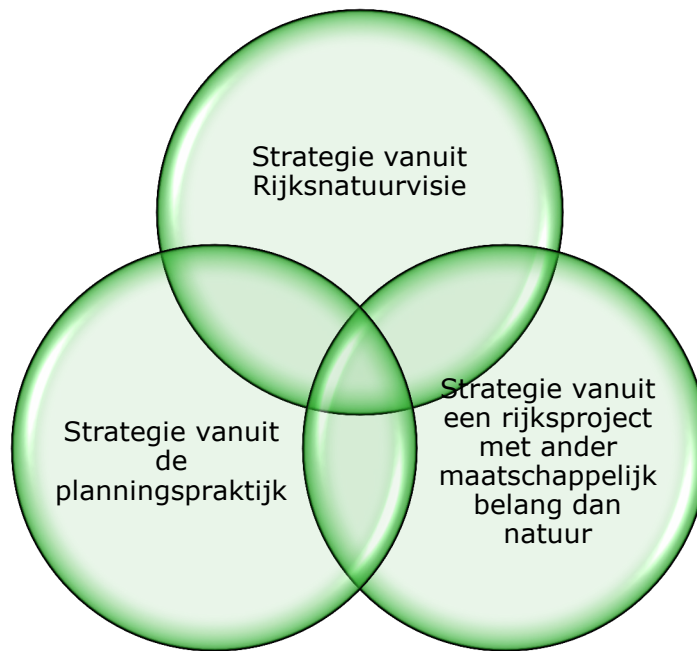 Strategie vanuit
Rijksnatuurvisie
Strategie vanuit
de
planningspraktijk
Strategie vanuit
een rijksproject
met ander
maatschappelijk
belang dan
natuur